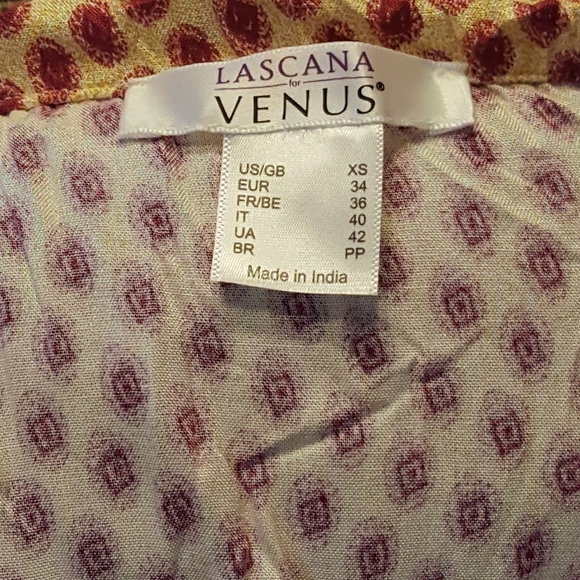 LASCANA
for
VENUS®
US/GB XS
EUR 34
FR/BE 36
IT 40
UA 42
BR PP
Made in India